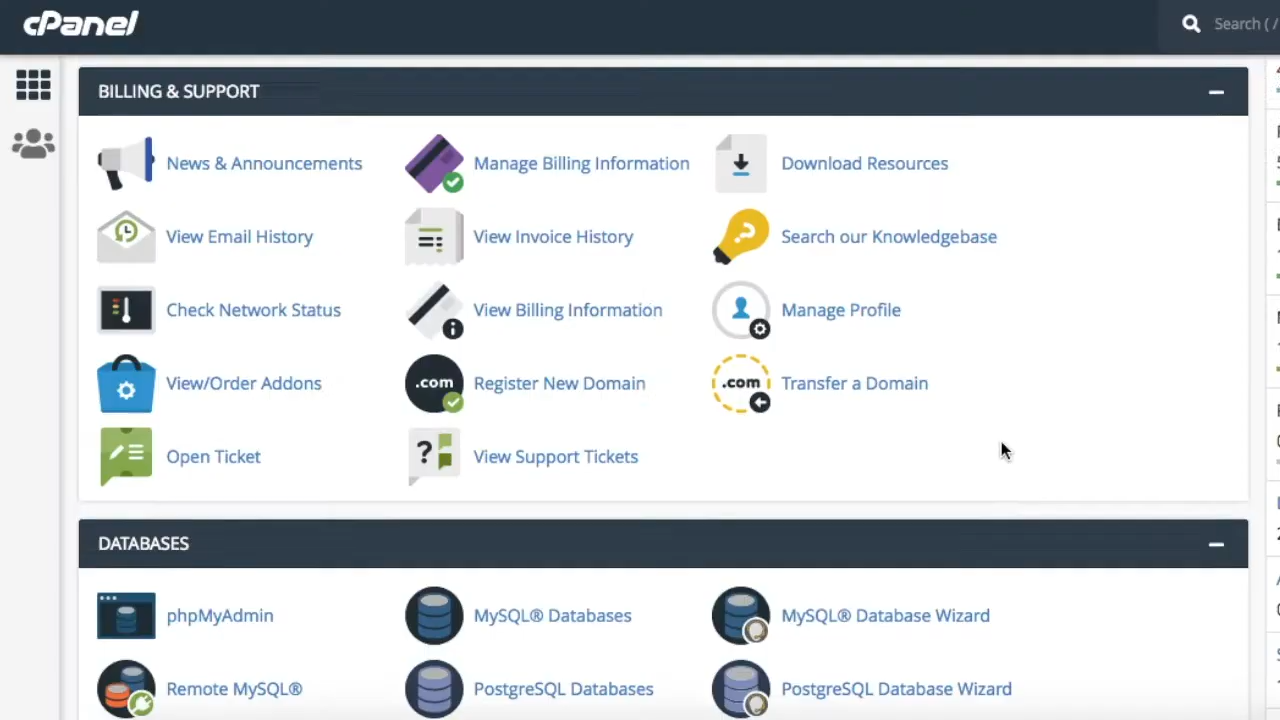 cPanel
Search ( /
BILLING & SUPPORT
News & Announcements
Manage Billing Information
Download Resources
View Email History
View Invoice History
Search our Knowledgebase
Check Network Status
View Billing Information
Manage Profile
View/Order Addons
.com
Register New Domain
.com
Transfer a Domain
Open Ticket
?
View Support Tickets
DATABASES
phpMyAdmin
MySQL® Databases
MySQL® Database Wizard
Remote MySQL®
PostgreSQL Databases
PostgreSQL Database Wizard